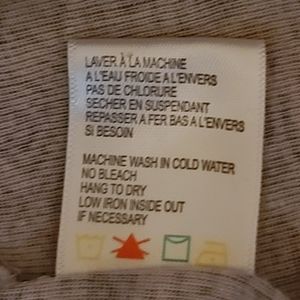 LAVER À LA MACHINE
A L'EAU FROIDE A L'ENVERS
PAS DE CHLORURE
SECHER EN SUSPENDANT
REPASSER A FER BAS A L'ENVERS
SI BESOIN
MACHINE WASH IN COLD WATER
NO BLEACH
HANG TO DRY
LOW IRON INSIDE OUT
IF NECESSARY